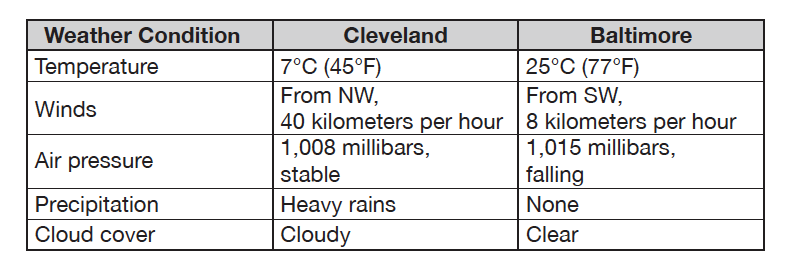 Weather Condition Cleveland Baltimore
Temperature 7°C (45°F) 25°C (77°F)
Winds From NW, From SW,
40 kilometers per hour 8 kilometers per hour
Air pressure 1,008 millibars, 1,015 millibars,
stable falling
Precipitation Heavy rains None
Cloud cover Cloudy Clear